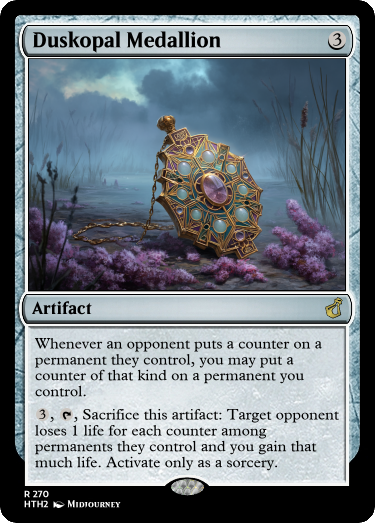 Duskopal Medallion 3
Artifact
Whenever an opponent puts a counter on a
permanent they control, you may put a
counter of that kind on a permanent you
control.
3, , Sacrifice this artifact: Target opponent
loses 1 life for each counter among
permanents they control and you gain that
much life. Activate only as a sorcery.
R 270
HTH2 MIDJOURNEY